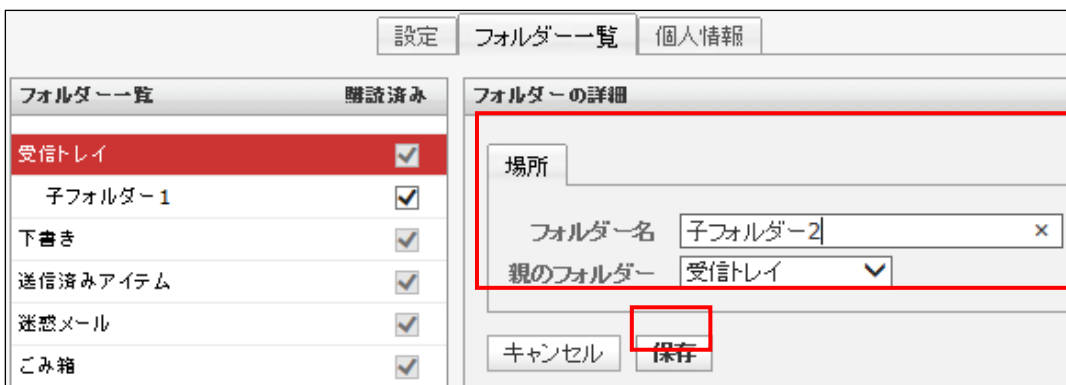 設定 フォルダー一覧 個人情報
フォルダー一覧 購読済み
受信トレイ
子フォルダー1
下書き
送信済みアイテム
迷惑メール
ごみ箱
フォルダーの詳細
場所
フォルダー名 子フォルダー2 ×
親のフォルダー 受信トレイ
キャンセル 保存